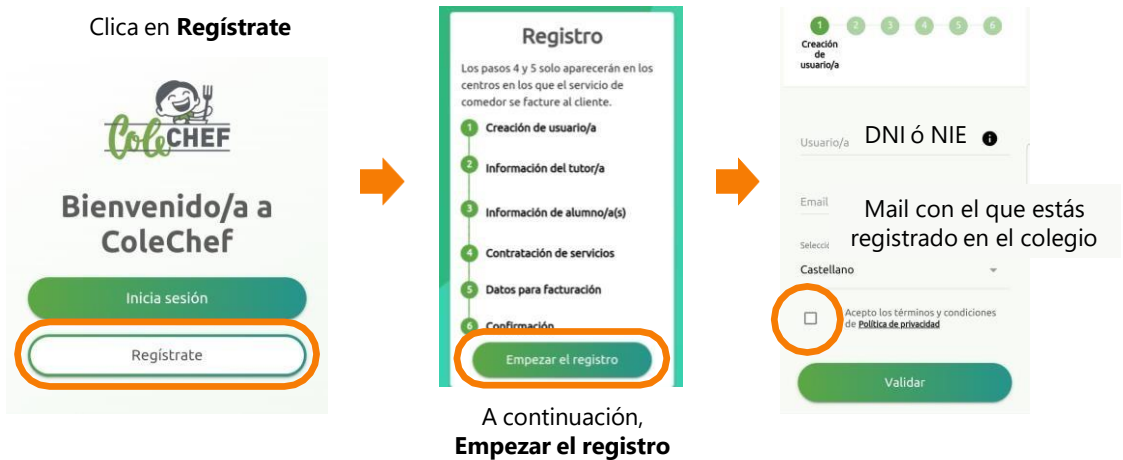 Clica en Regístrate
ColeCHEF
Bienvenido/a a
ColeChef
Inicia sesión
Regístrate
Registro
Los pasos 4 y 5 solo aparecerán en los
centros en los que el servicio de
comedor se facture al cliente.
1 Creación de usuario/a
2 Información del tutor/a
3 Información de alumno/a(s)
4 Contratación de servicios
5 Datos para facturación
6 Confirmación
Empezar el registro
A continuación,
Empezar el registro
1 2 3 4 5 6
Creación
de
usuario/a
Usuario/a DNI ó NIE i
Email
Mail con el que estás
registrado en el colegio
Selecci
Castellano
Acepto los términos y condiciones
de Política de privacidad
Validar